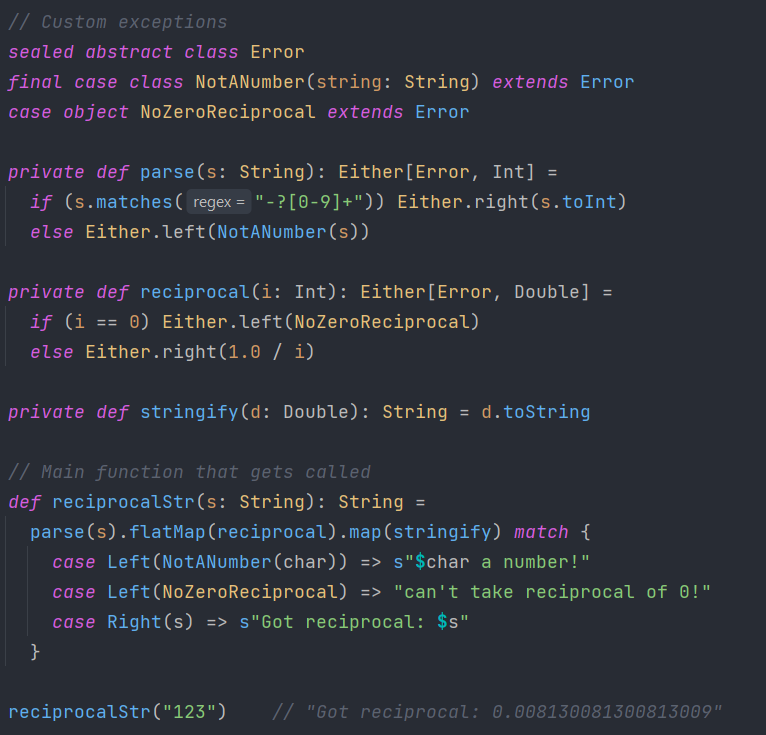 // Custom exceptions
sealed abstract class Error
final case class NotANumber(string: String) extends Error
case object NoZeroReciprocal extends Error
private def parse(s: String): Either[Error, Int] =
if (s.matches( regex = "-?[0-9]+")) Either.right(s.toInt)
else Either.left(NotANumber(s))
private def reciprocal(i: Int): Either[Error, Double] =
if (i == 0) Either.left(NoZeroReciprocal)
else Either.right(1.0 / i)
private def stringify(d: Double): String = d.toString
// Main function that gets called
def reciprocalStr(s: String): String =
parse(s).flatMap(reciprocal).map(stringify) match {
case Left(NotANumber(char)) => s"$char a number!"
case Left(NoZeroReciprocal) => "can't take reciprocal of 0!"
case Right(s) => s"Got reciprocal: $s"
}
reciprocalStr("123")    // "Got reciprocal: 0.008130081300813009"